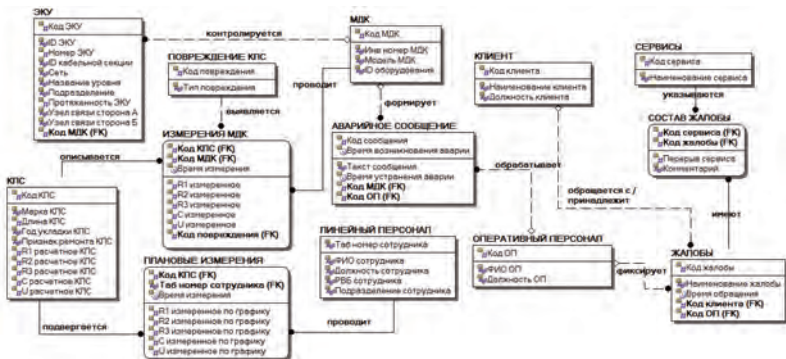 ЭКУ
Код ЭКУ
ID ЭКУ
Номер ЭКУ
ID кабельной секции
Сеть
Название уровня
Подразделение
Протяженность ЭКУ
Узел связи сторона А
Узел связи сторона Б
Код МДК (FK)
контролируется
МДК
Код МДК
Инв номер МДК
Модель МДК
ID оборудования
ПОВРЕЖДЕНИЕ КПС
Код повреждения
Тип повреждения
проводит
выявляется
формирует
КЛИЕНТ
Код клиента
Наименование клиента
Должность клиента
СЕРВИСЫ
Код сервиса
Наименование сервиса
указываются
СОСТАВ ЖАЛОБЫ
Код сервиса (FK)
Код жалобы (FK)
Перерыв сервиса
Комментарий
ИЗМЕРЕНИЯ МДК
Код КПС (FK)
Код МДК (FK)
Время измерения
R1 измеренное
R2 измеренное
R3 измеренное
C измеренное
U измеренное
Код повреждения (FK)
АВАРИЙНОЕ СООБЩЕНИЕ
Код сообщения
Время возникновения аварии
Текст сообщения
Время устранения аварии
Код МДК (FK)
Код ОП (FK)
обрабатывает
обращается с /
принадлежит
имеют
описывается
КПС
Код КПС
Марка КПС
Длина КПС
Год укладки КПС
Признак ремонта КПС
R1 расчетное КПС
R2 расчетное КПС
R3 расчетное КПС
C расчетное КПС
U расчетное КПС
подвергается
ПЛАНОВЫЕ ИЗМЕРЕНИЯ
Код КПС (FK)
Таб номер сотрудника (FK)
Время измерения
R1 измеренное по графику
R2 измеренное по графику
R3 измеренное по графику
C измеренное по графику
U измеренное по графику
ЛИНЕЙНЫЙ ПЕРСОНАЛ
Таб номер сотрудника
ФИО сотрудника
Должность сотрудника
РВБ сотрудника
Подразделение сотрудника
проводит
ОПЕРАТИВНЫЙ ПЕРСОНАЛ
Код ОП
ФИО ОП
Должность ОП
фиксирует
ЖАЛОБЫ
Код жалобы
Наименование жалобы
Время обращения
Код клиента (FK)
Код ОП (FK)